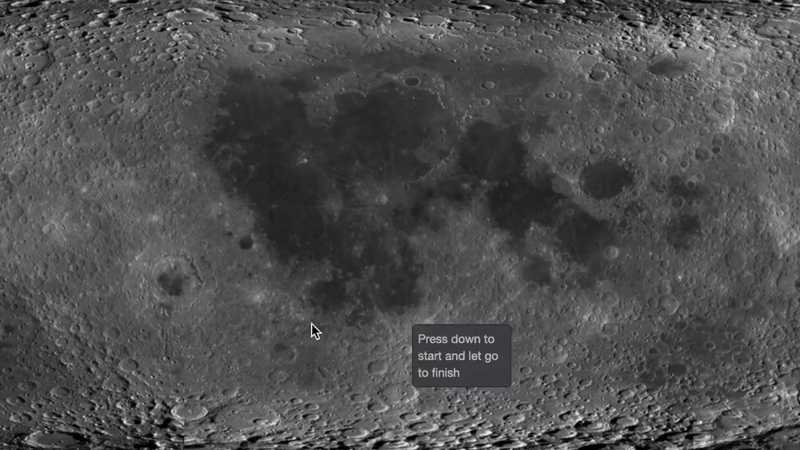 Press down to
start and let go
to finish